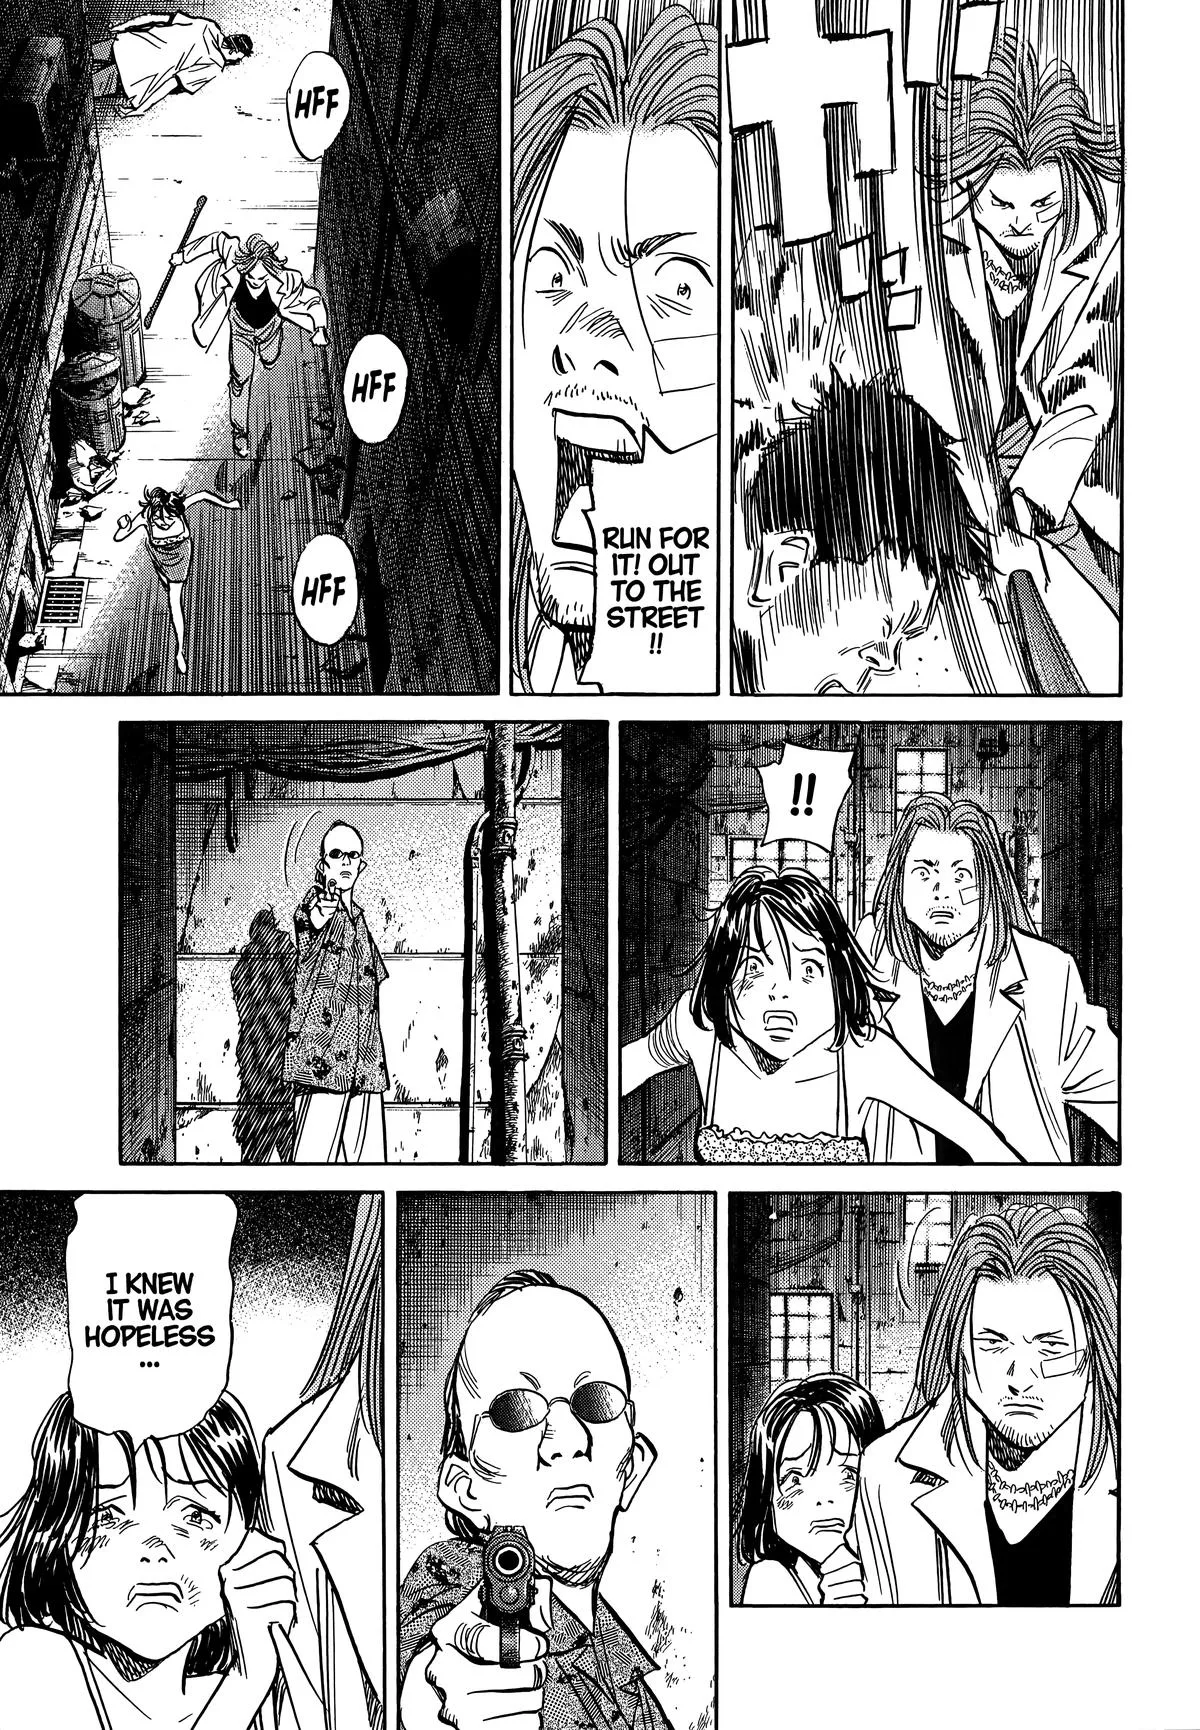 RUN FOR
IT! OUT
TO THE
STREET
!!
HFF
HFF
HFF
!!
I KNEW
IT WAS
HOPELESS
...